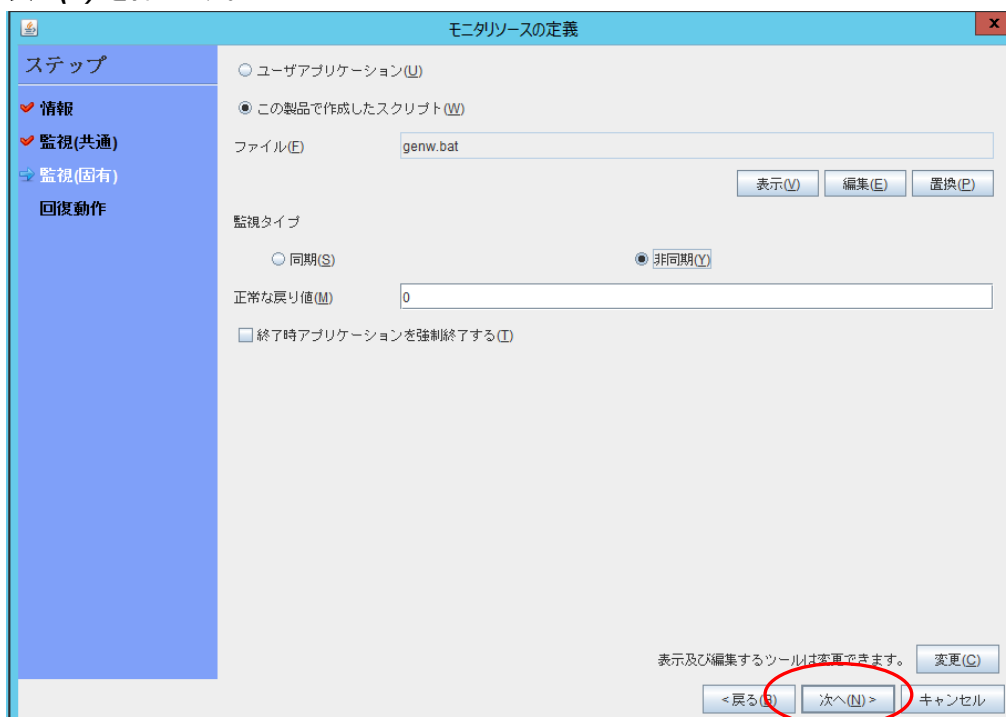 モニタリソースの定義
x
ステップ
情報
監視(共通)
監視(固有)
回復動作
ユーザアプリケーション(U)
この製品で作成したスクリプト(W)
ファイル(F) genw.bat
表示(V) 編集(E) 置換(P)
監視タイプ
同期(S) 非同期(Y)
正常な戻り値(M) 0
終了時アプリケーションを強制終了する(T)
表示及び編集するツールは変更できます。 変更(C)
<戻る(B) 次へ(N)> キャンセル